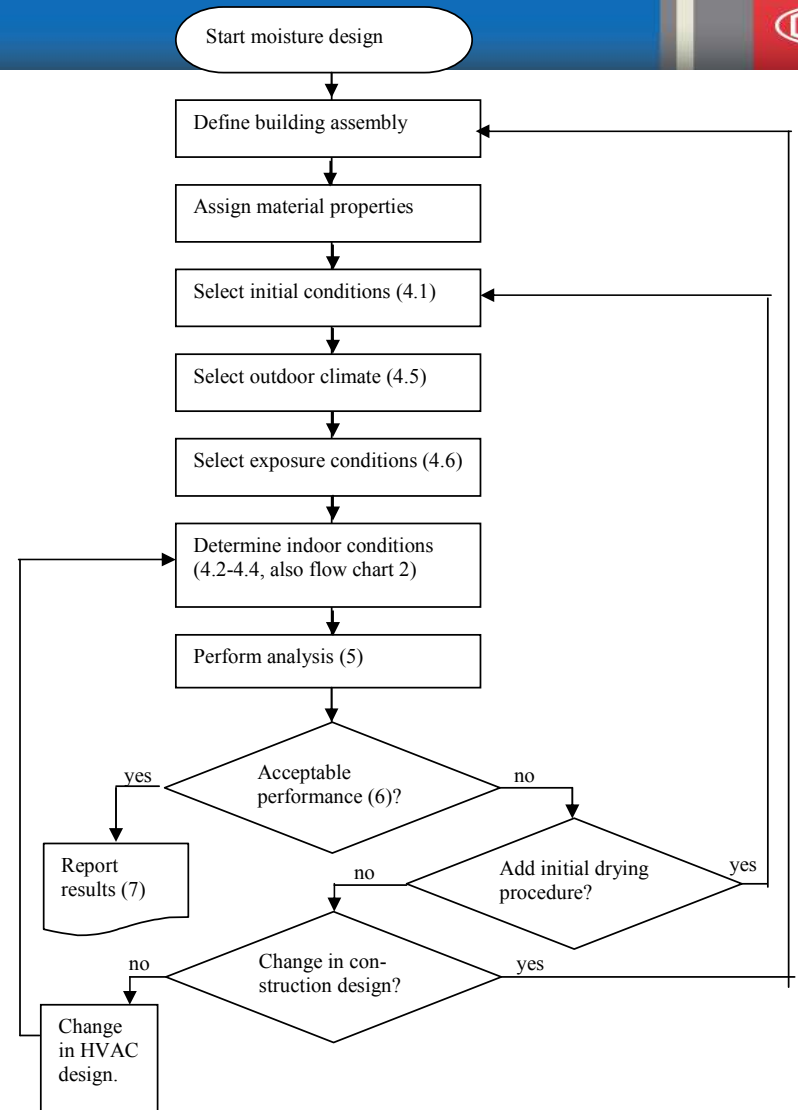 Start moisture design
Define building assembly
Assign material properties
Select initial conditions (4.1)
Select outdoor climate (4.5)
Select exposure conditions (4.6)
Determine indoor conditions
(4.2-4.4, also flow chart 2)
Perform analysis (5)
yes
Acceptable
performance (6)?
no
Report
results (7)
no
Add initial drying
procedure?
yes
no
Change in con-
struction design?
yes
Change
in HVAC
design.